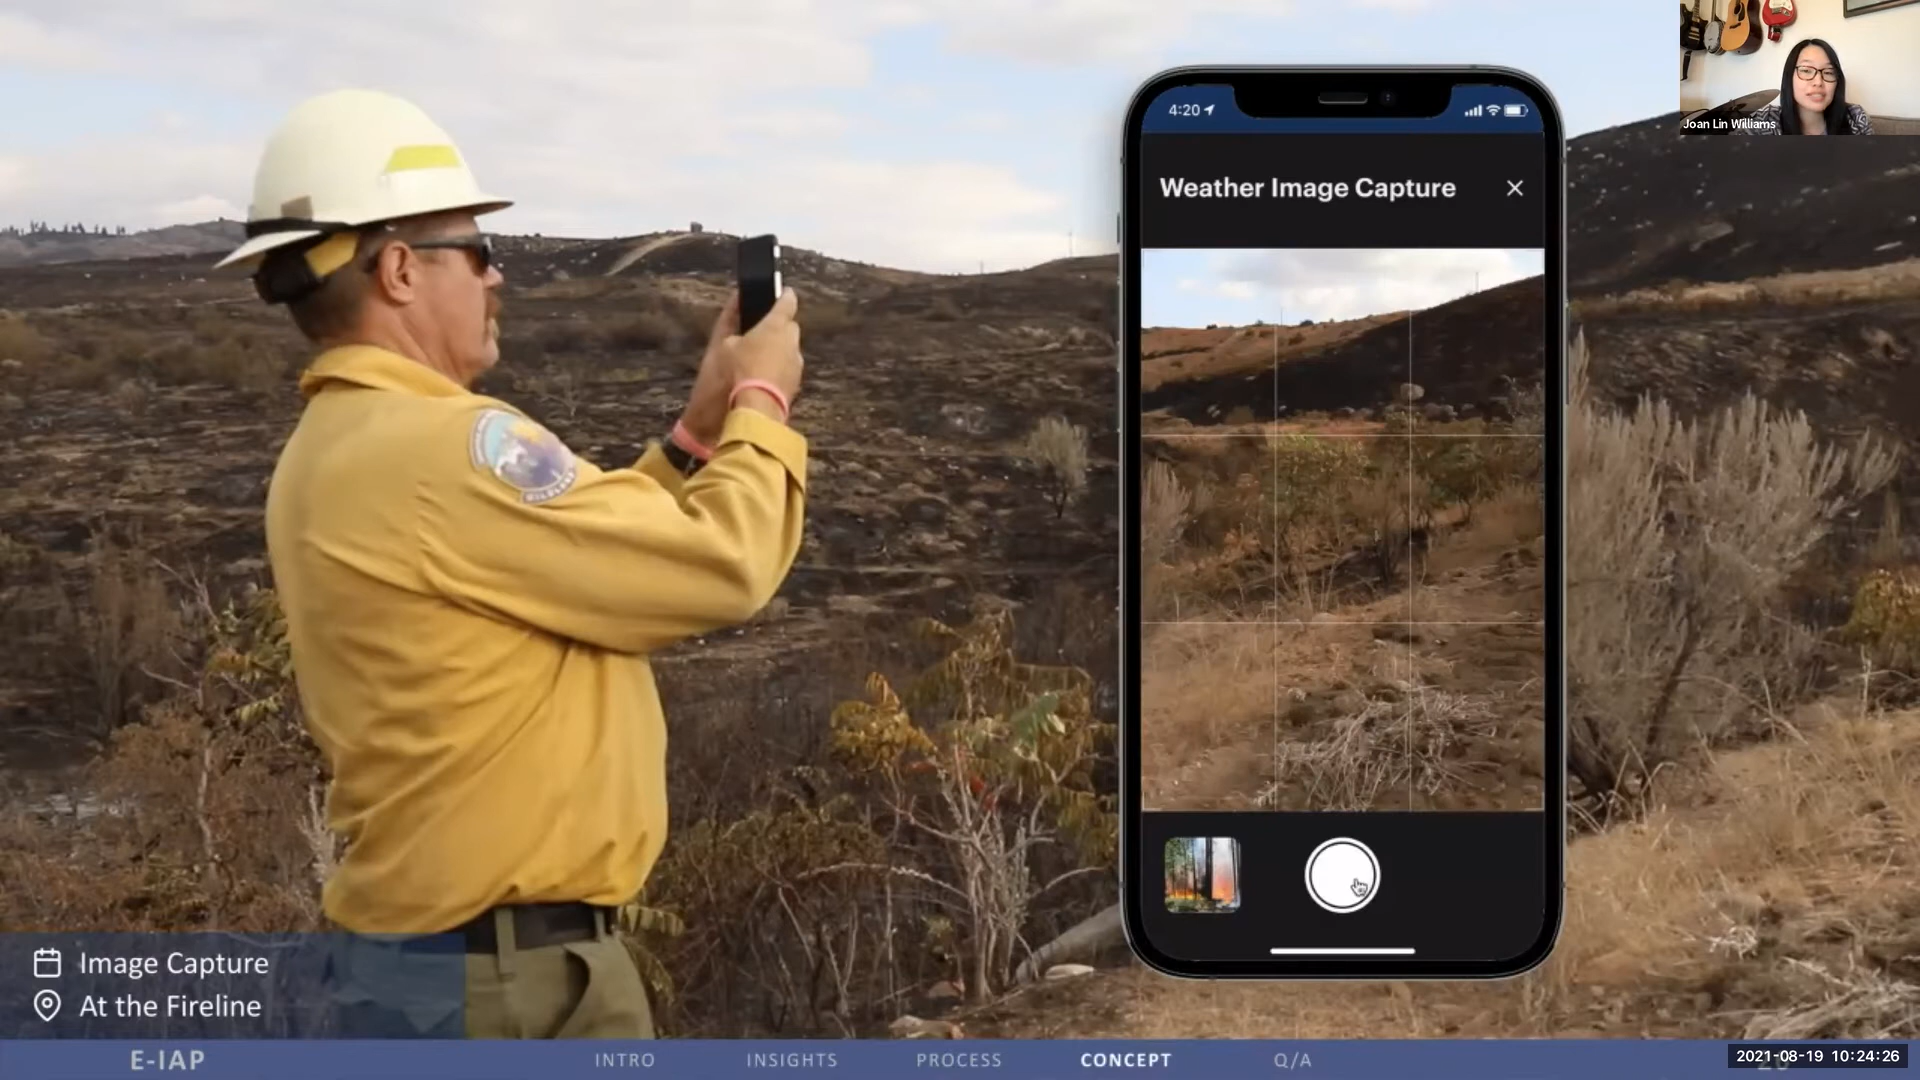 4:20
Joan Lin Williams
Weather Image Capture
Image Capture
At the Fireline
E-IAP
INTRO
INSIGHTS
PROCESS
CONCEPT
Q/A
2021-08-19 10:24:26